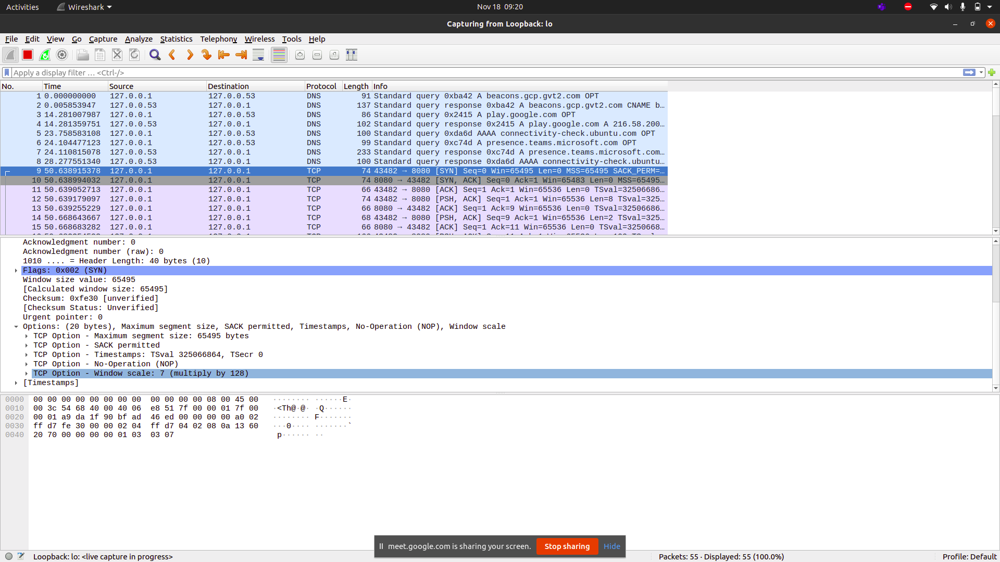 Activities Wireshark Nov 18 09:20
Capturing from Loopback: lo
File Edit View Go Capture Analyze Statistics Telephony Wireless Tools Help
Apply a display filter … <Ctrl-/>
No. Time Source Destination Protocol Length Info
1 0.000000000 127.0.0.1 127.0.0.53 DNS 91 Standard query 0xba42 A beacons.gcp.gvt2.com OPT
2 0.005853947 127.0.0.53 127.0.0.1 DNS 137 Standard query response 0xba42 A beacons.gcp.gvt2.com CNAME b…
3 14.281007987 127.0.0.1 127.0.0.53 DNS 86 Standard query 0x2415 A play.google.com OPT
4 14.281359751 127.0.0.53 127.0.0.1 DNS 102 Standard query response 0x2415 A play.google.com A 216.58.200…
5 23.758583108 127.0.0.1 127.0.0.53 DNS 100 Standard query 0xda6d AAAA connectivity-check.ubuntu.com OPT
6 24.104477123 127.0.0.1 127.0.0.53 DNS 99 Standard query 0xc74d A presence.teams.microsoft.com OPT
7 24.110815078 127.0.0.53 127.0.0.1 DNS 233 Standard query response 0xc74d A presence.teams.microsoft.com…
8 28.277551340 127.0.0.53 127.0.0.1 DNS 100 Standard query response 0xda6d AAAA connectivity-check.ubuntu…
9 50.638915378 127.0.0.1 127.0.0.1 TCP 74 43482 → 8080 [SYN] Seq=0 Win=65495 Len=0 MSS=65495 SACK_PERM=…
10 50.638994032 127.0.0.1 127.0.0.1 TCP 74 8080 → 43482 [SYN, ACK] Seq=0 Ack=1 Win=65483 Len=0 MSS=65495…
11 50.639052713 127.0.0.1 127.0.0.1 TCP 66 43482 → 8080 [ACK] Seq=1 Ack=1 Win=65536 Len=0 TSval=32506686…
12 50.639179097 127.0.0.1 127.0.0.1 TCP 74 43482 → 8080 [PSH, ACK] Seq=1 Ack=1 Win=65536 Len=8 TSval=325…
13 50.639255229 127.0.0.1 127.0.0.1 TCP 66 8080 → 43482 [ACK] Seq=1 Ack=9 Win=65536 Len=0 TSval=32506686…
14 50.668643667 127.0.0.1 127.0.0.1 TCP 68 43482 → 8080 [PSH, ACK] Seq=9 Ack=1 Win=65536 Len=2 TSval=325…
15 50.668683282 127.0.0.1 127.0.0.1 TCP 66 8080 → 43482 [ACK] Seq=1 Ack=11 Win=65536 Len=0 TSval=3250668…
Acknowledgment number: 0
Acknowledgment number (raw): 0
1010 .... = Header Length: 40 bytes (10)
Flags: 0x002 (SYN)
Window size value: 65495
[Calculated window size: 65495]
Checksum: 0xfe30 [unverified]
[Checksum Status: Unverified]
Urgent pointer: 0
Options: (20 bytes), Maximum segment size, SACK permitted, Timestamps, No-Operation (NOP), Window scale
TCP Option - Maximum segment size: 65495 bytes
TCP Option - SACK permitted
TCP Option - Timestamps: TSval 325066864, TSecr 0
TCP Option - No-Operation (NOP)
TCP Option - Window scale: 7 (multiply by 128)
[Timestamps]
0000 00 00 00 00 00 00 00 00 00 00 00 00 08 00 45 00 ········ ······E·
0010 00 3c 54 68 40 00 40 06 e8 51 7f 00 00 01 7f 00 ·<Th@·@· ·Q······
0020 00 01 a9 da 1f 90 bf ad 46 ed 00 00 00 00 a0 02 ········ F·······
0030 ff d7 fe 30 00 00 02 04 ff d7 04 02 08 0a 13 60 ···0···· ·······`
0040 20 70 00 00 00 00 01 03 03 07 p······ ··
meet.google.com is sharing your screen. Stop sharing Hide
Loopback: lo: <live capture in progress> Packets: 55 · Displayed: 55 (100.0%) Profile: Default